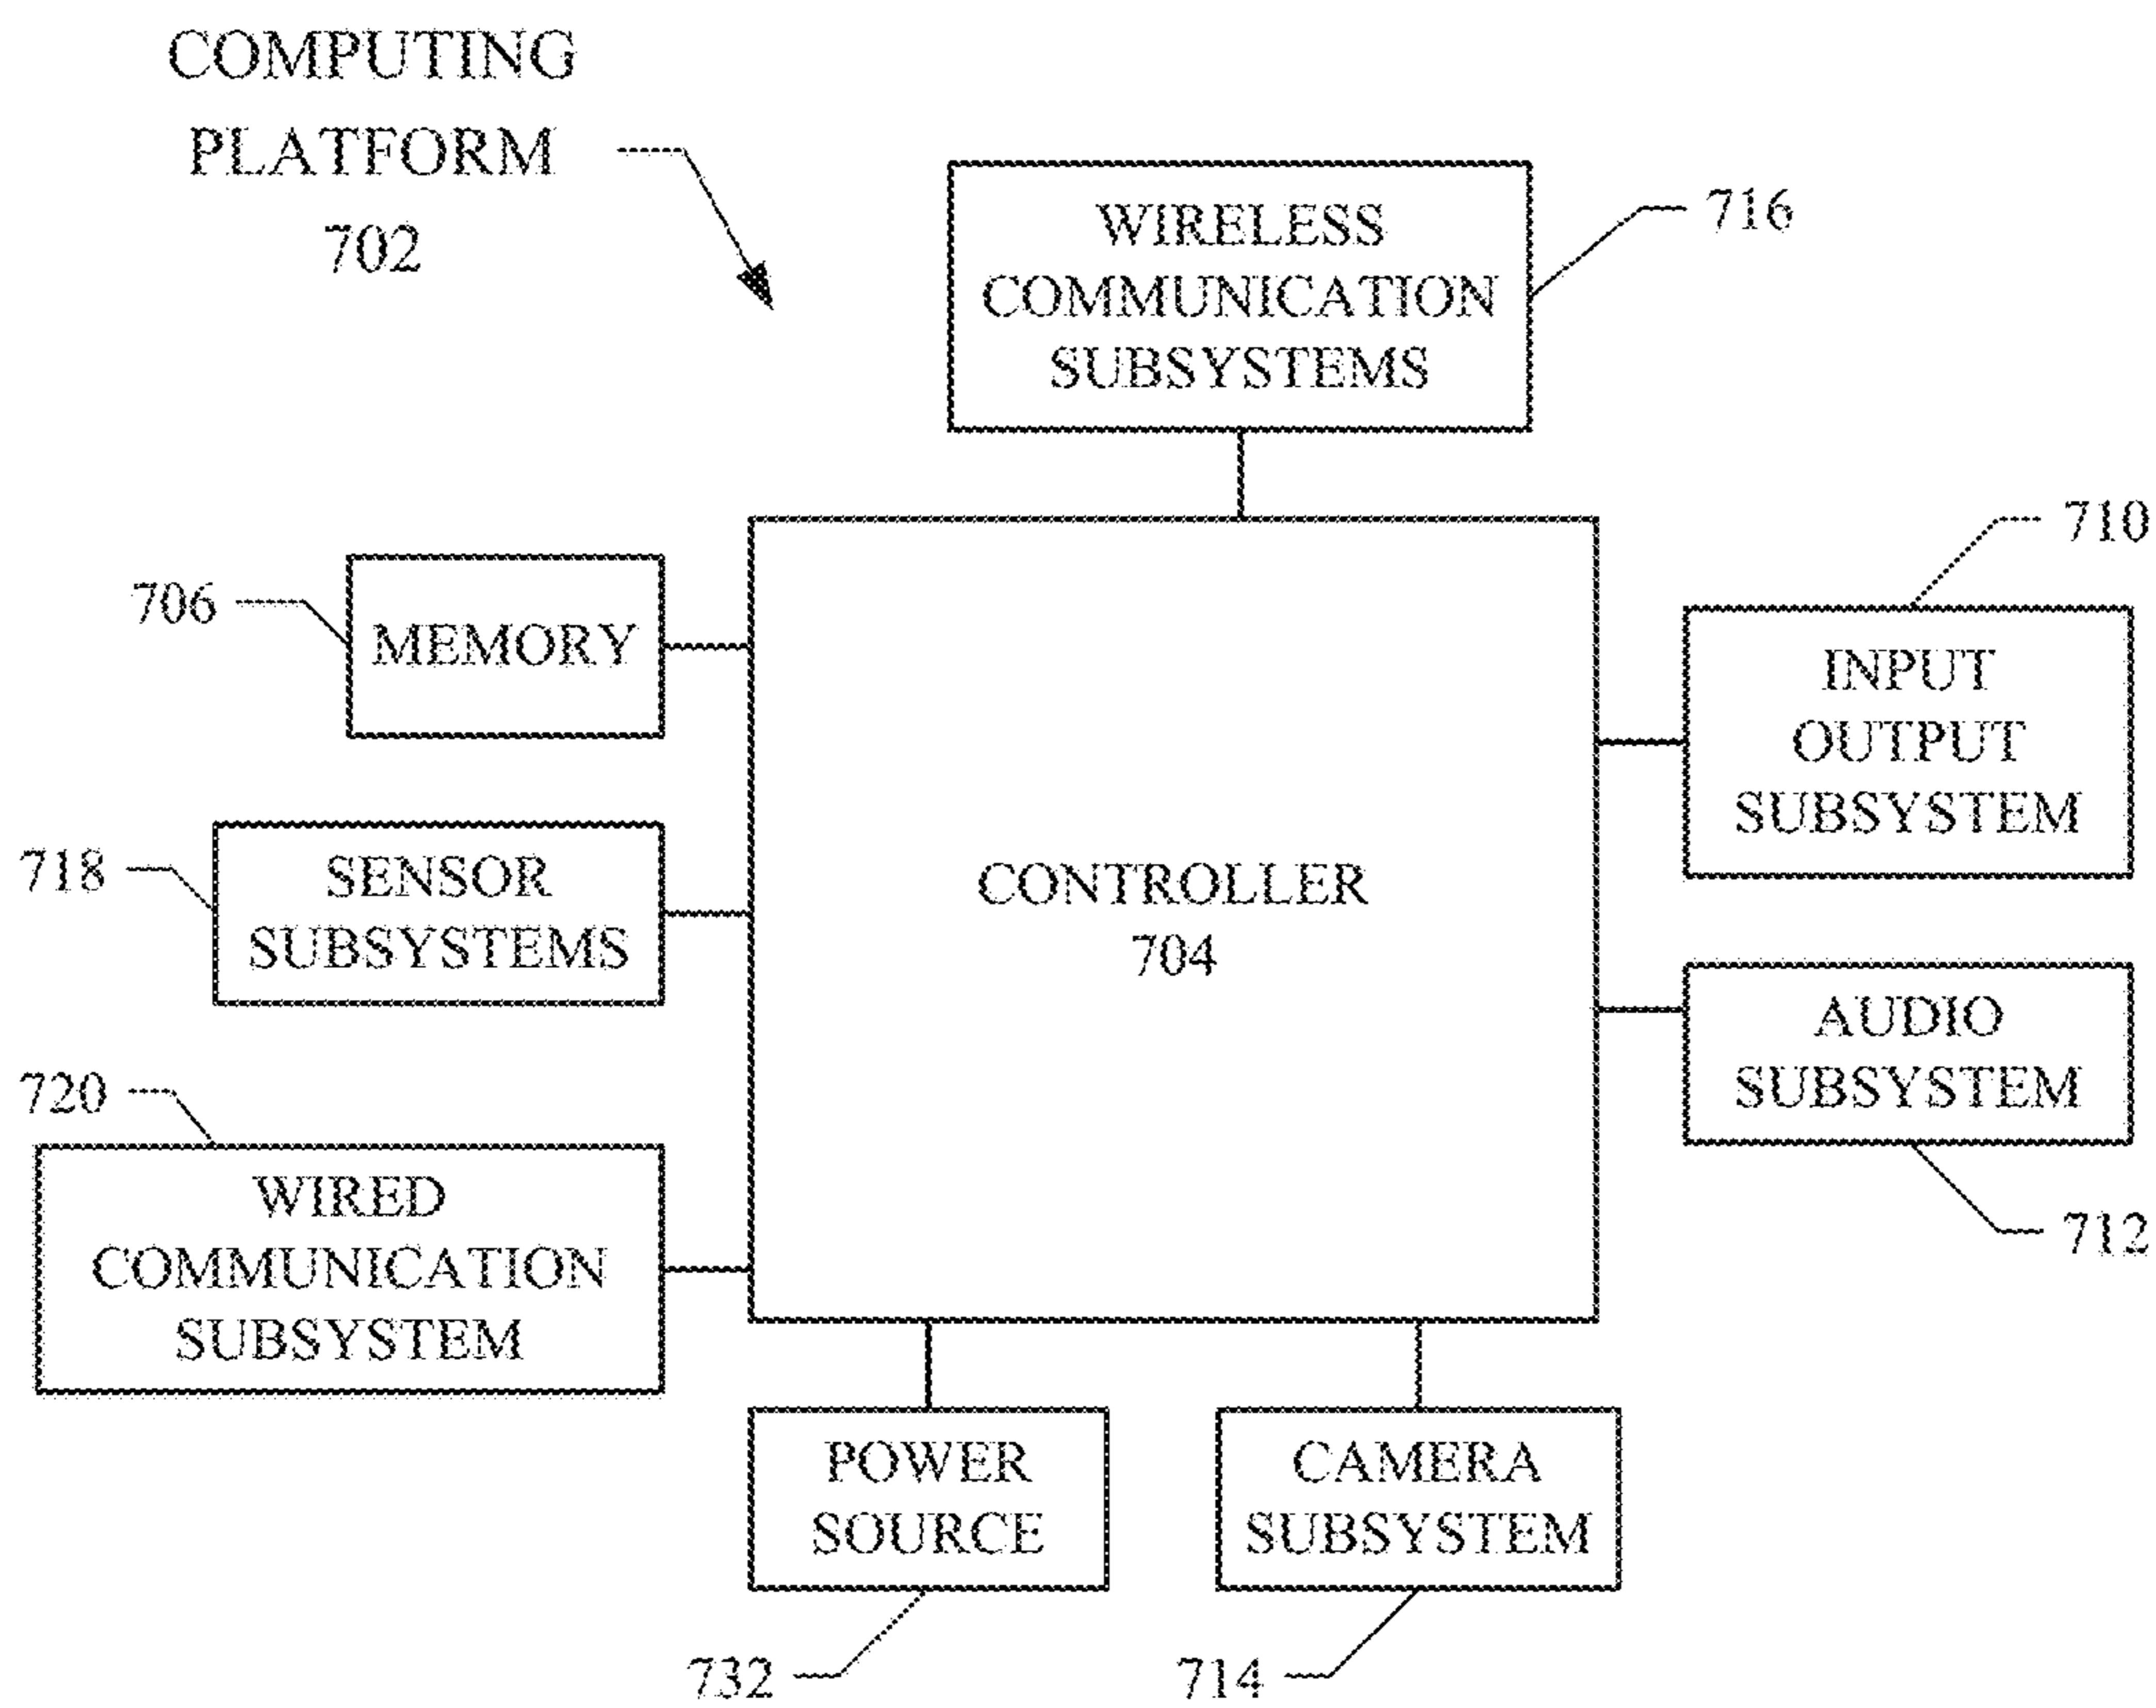 COMPUTING
PLATFORM
702
WIRELESS
COMMUNICATION
SUBSYSTEMS
716
710
706
MEMORY
INPUT
OUTPUT
SUBSYSTEM
718
SENSOR
SUBSYSTEMS
CONTROLLER
704
AUDIO
SUBSYSTEM
720
712
WIRED
COMMUNICATION
SUBSYSTEM
POWER
SOURCE
CAMERA
SUBSYSTEM
732
714